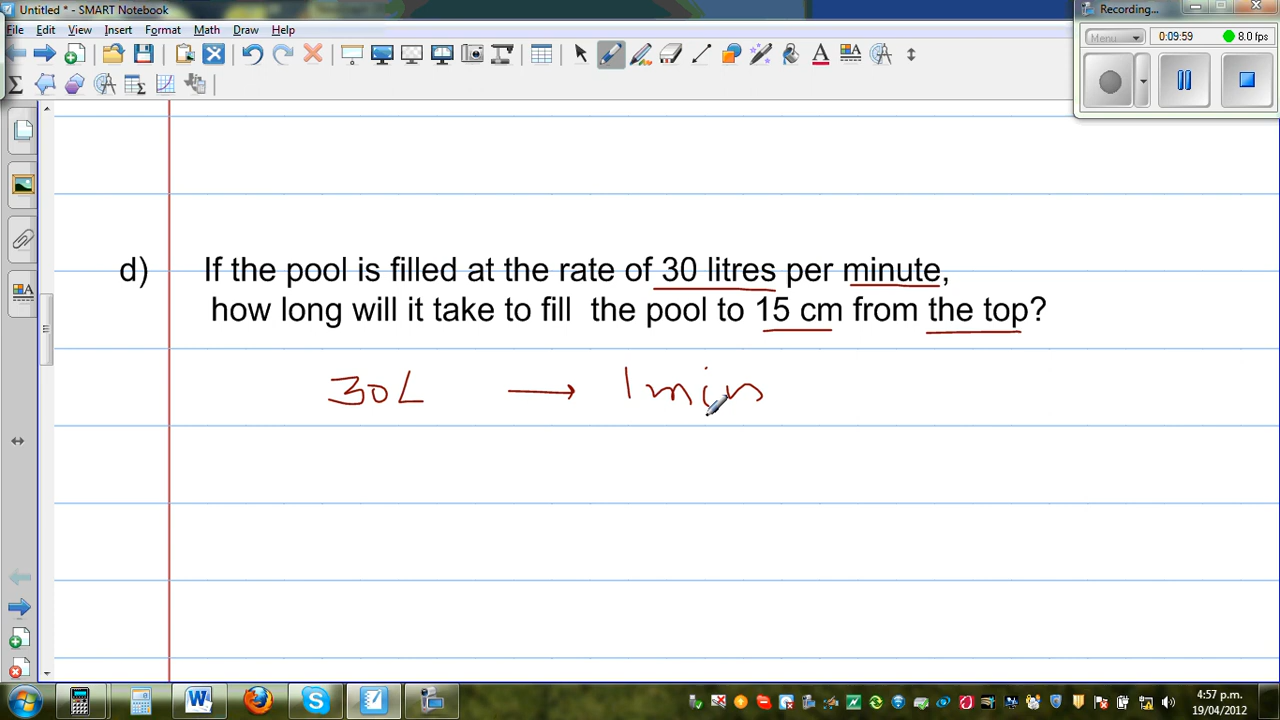 Untitled * - SMART Notebook
Recording...
File Edit View Insert Format Math Draw Help
Menu
0:09:59
8.0 fps
d) If the pool is filled at the rate of 30 litres per minute,
how long will it take to fill the pool to 15 cm from the top?
30L → 1 min
4:57 p.m.
19/04/2012